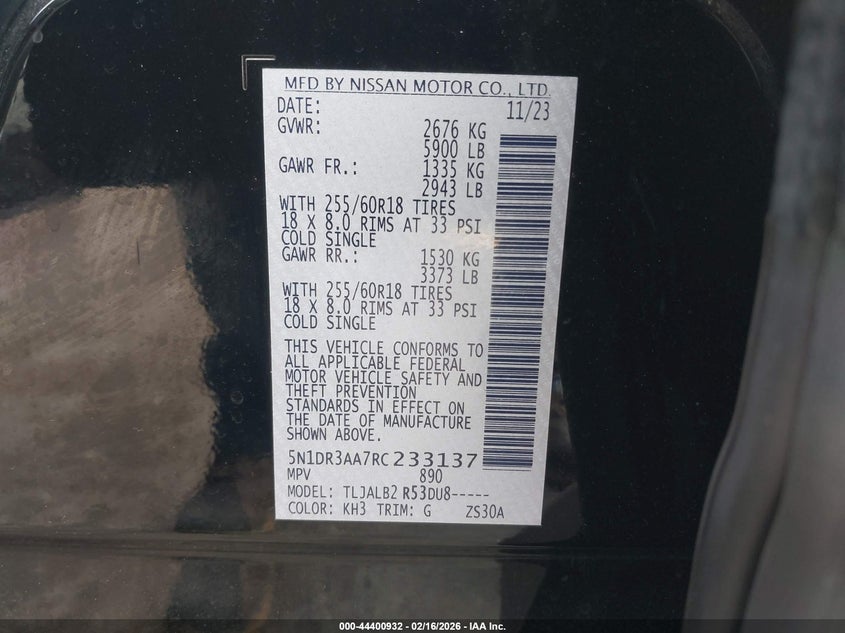 MFD BY NISSAN MOTOR CO., LTD.
DATE: 11/23
GVWR: 2676 KG
5900 LB
GAWR FR.: 1335 KG
2943 LB
WITH 255/60R18 TIRES
18 X 8.0 RIMS AT 33 PSI
COLD SINGLE
GAWR RR.: 1530 KG
3373 LB
WITH 255/60R18 TIRES
18 X 8.0 RIMS AT 33 PSI
COLD SINGLE
THIS VEHICLE CONFORMS TO
ALL APPLICABLE FEDERAL
MOTOR VEHICLE SAFETY AND
THEFT PREVENTION
STANDARDS IN EFFECT ON
THE DATE OF MANUFACTURE
SHOWN ABOVE.
5N1DR3AA7RC233137
MPV 890
MODEL: TLJALB2 R53DU8-----
COLOR: KH3 TRIM: G ZS30A
000-44400932 - 02/16/2026 - IAA Inc.